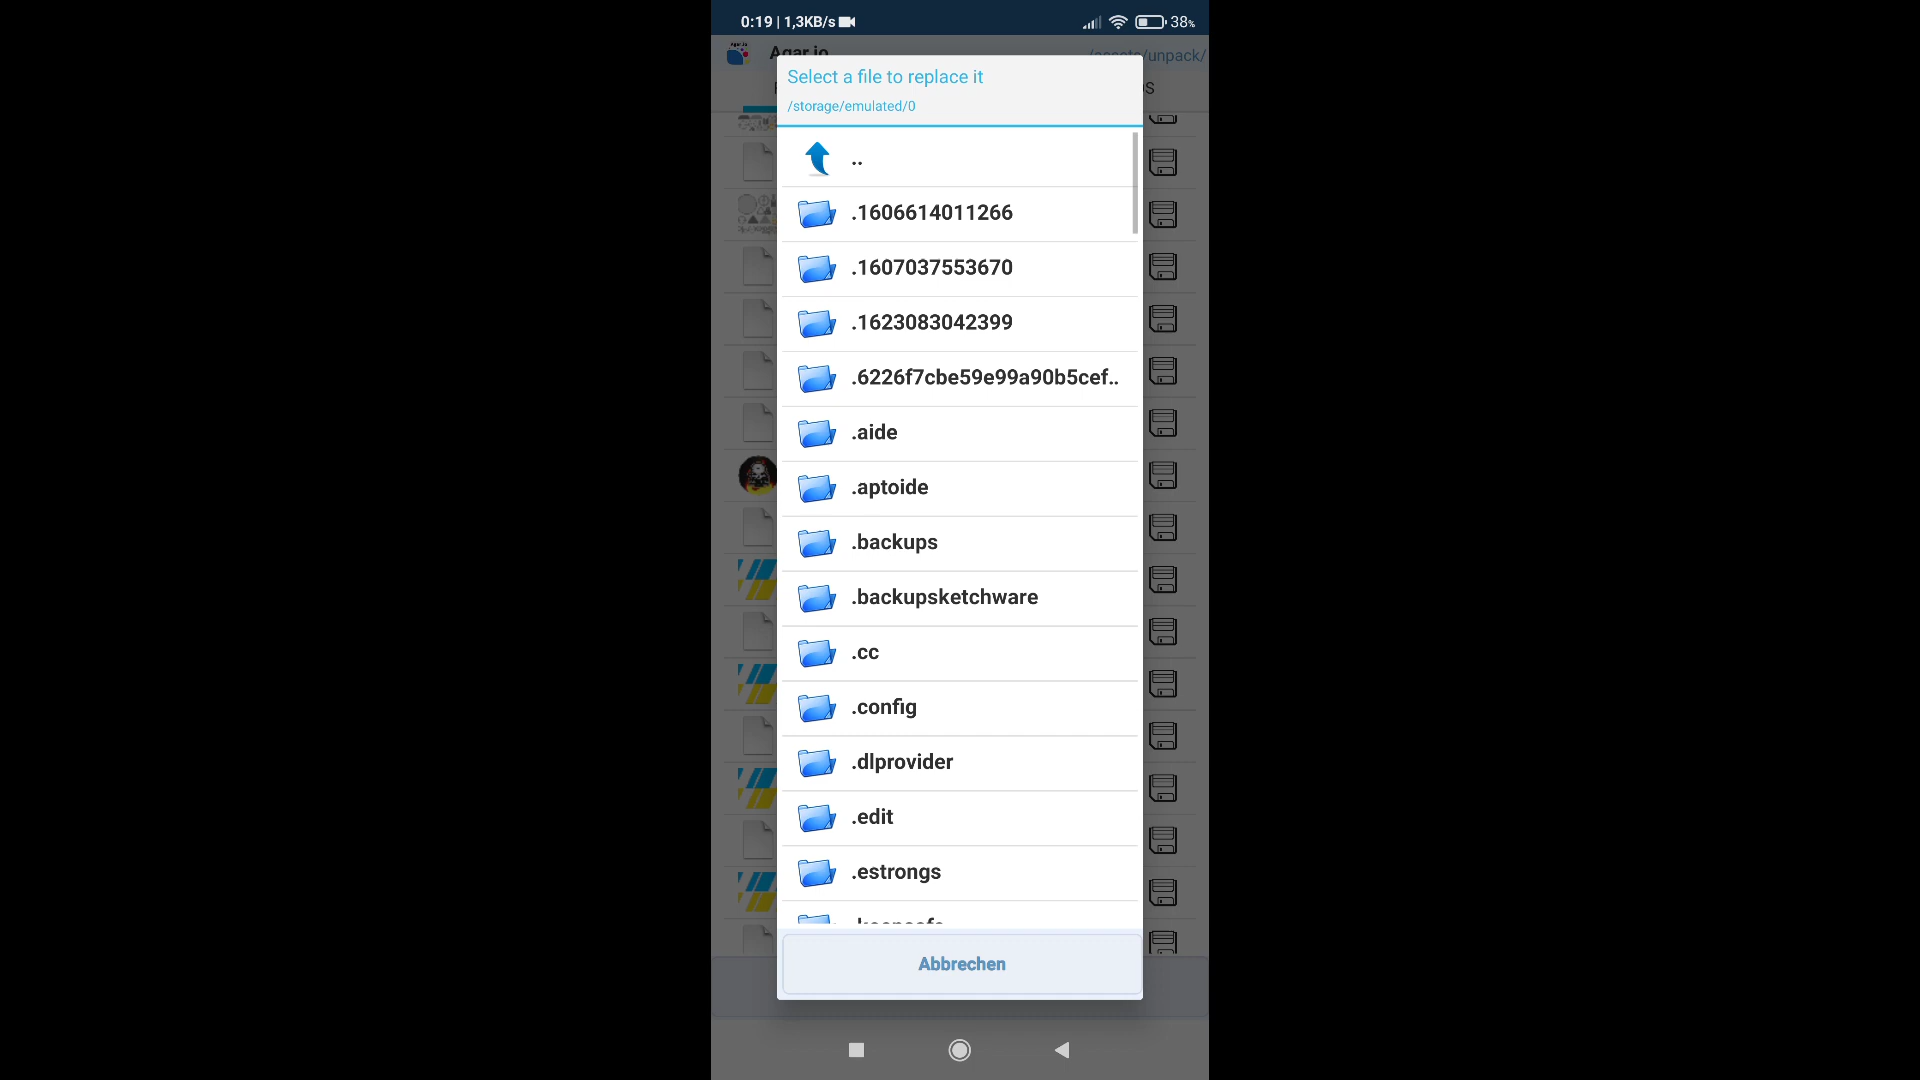 0:19 | 1,3KB/s 38%
Agar.io /assets/unpack/
Select a file to replace it
/storage/emulated/0
..
.1606614011266
.1607037553670
.1623083042399
.6226f7cbe59e99a90b5cef..
.aide
.aptoide
.backups
.backupsketchware
.cc
.config
.dlprovider
.edit
.estrongs
Abbrechen